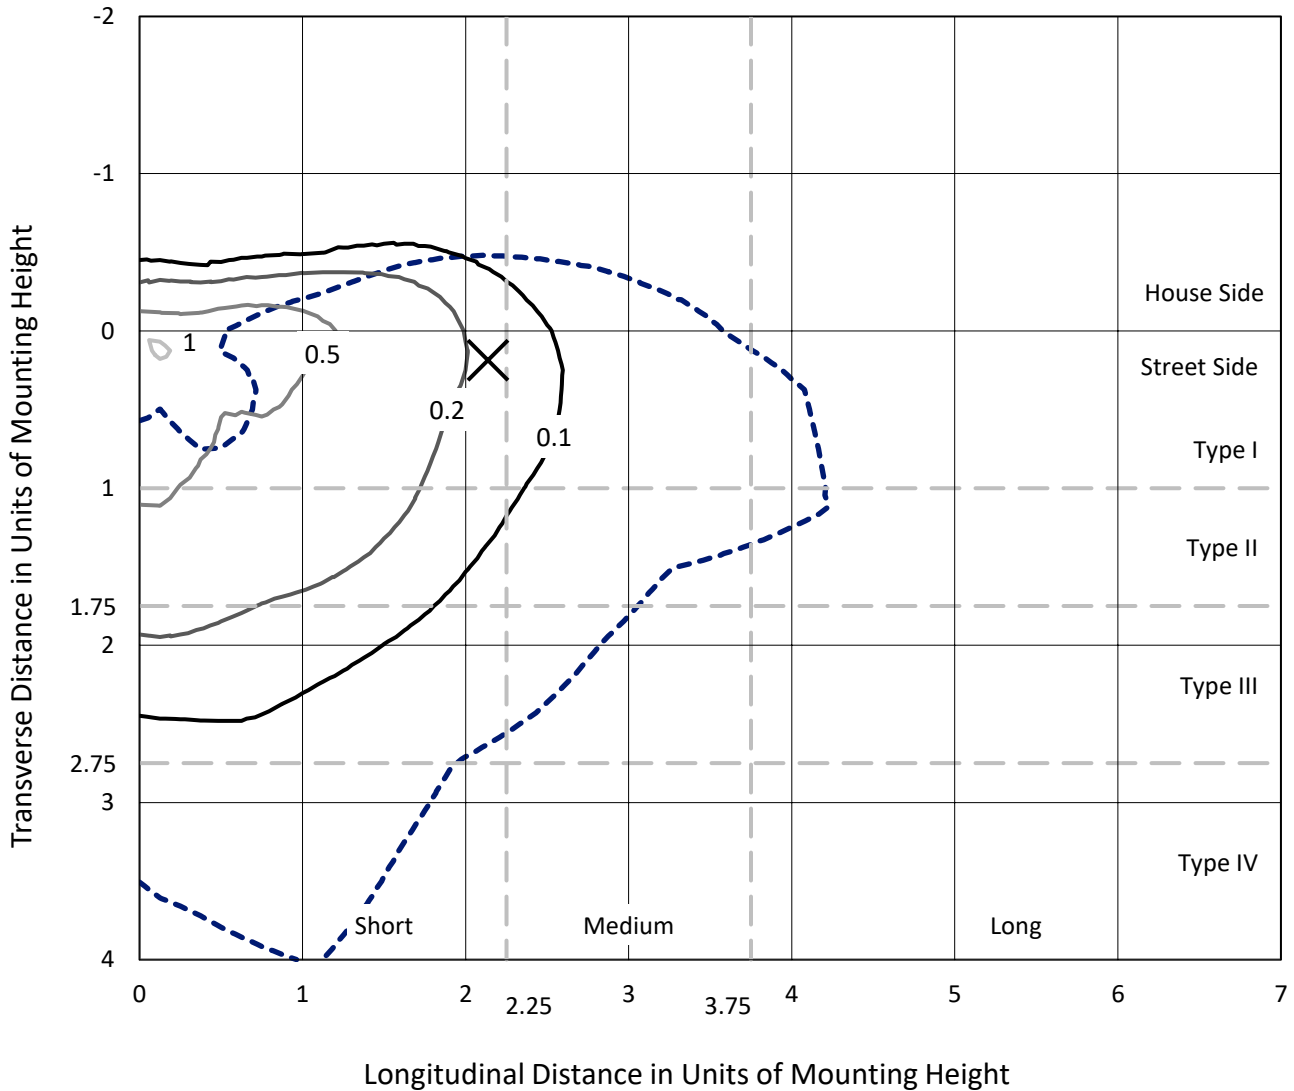 -2
-1
0
1
1.75
2
2.75
3
4
Transverse Distance in Units of Mounting Height
House Side
Street Side
Type I
Type II
Type III
Type IV
1
0.5
0.2
0.1
Short
Medium
Long
0
1
2
2.25
3
3.75
4
5
6
7
Longitudinal Distance in Units of Mounting Height